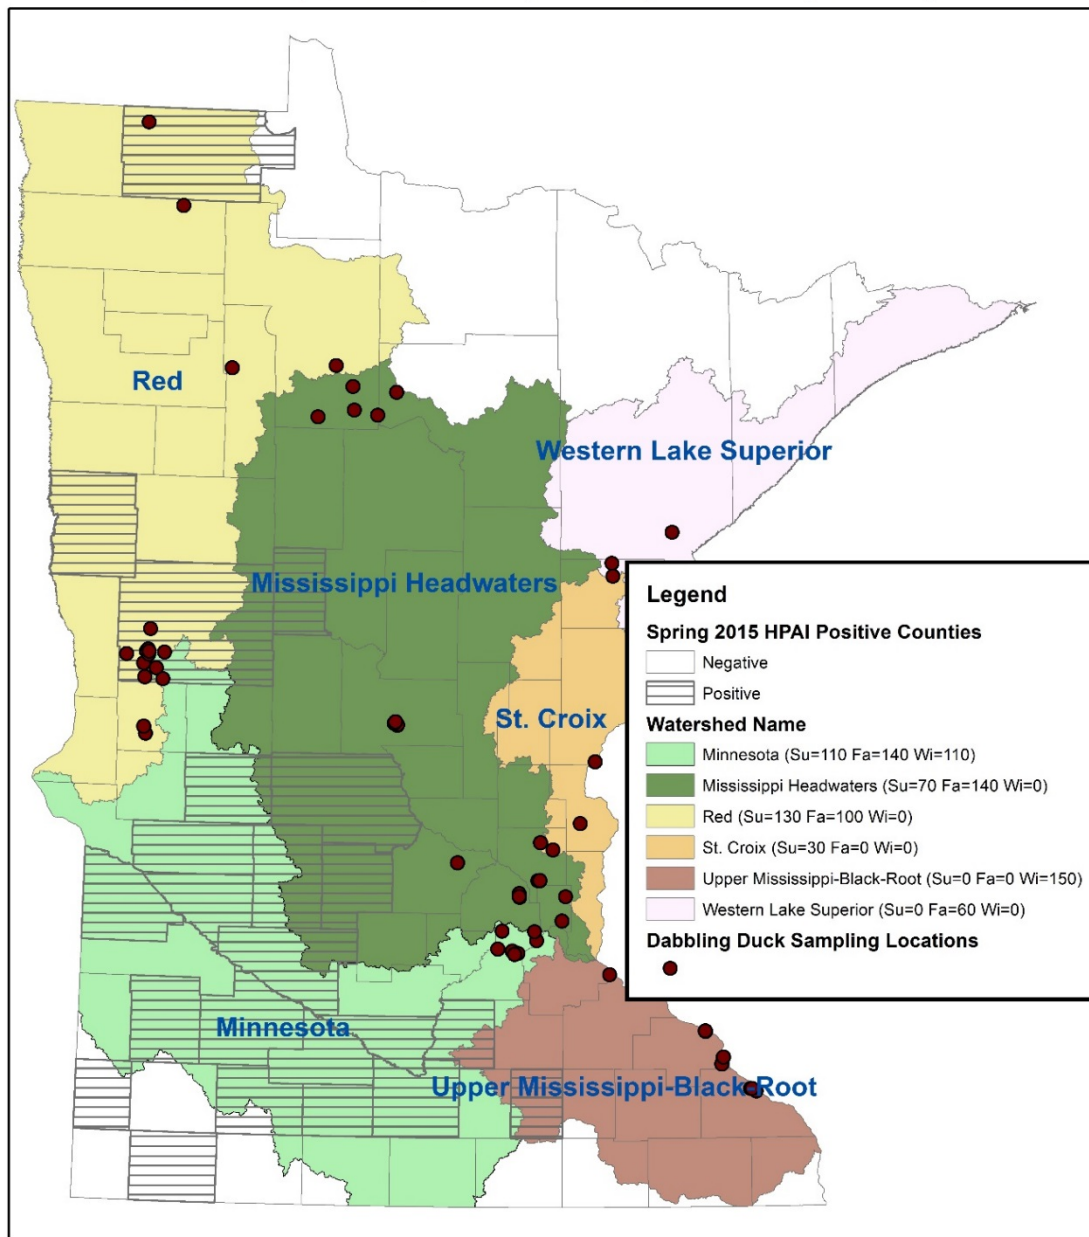 Red
Western Lake Superior
Mississippi Headwaters
St. Croix
Minnesota
Upper Mississippi-Black-Root
Legend
Spring 2015 HPAI Positive Counties
Negative
Positive
Watershed Name
Minnesota (Su=110 Fa=140 Wi=110)
Mississippi Headwaters (Su=70 Fa=140 Wi=0)
Red (Su=130 Fa=100 Wi=0)
St. Croix (Su=30 Fa=0 Wi=0)
Upper Mississippi-Black-Root (Su=0 Fa=0 Wi=150)
Western Lake Superior (Su=0 Fa=60 Wi=0)
Dabbling Duck Sampling Locations